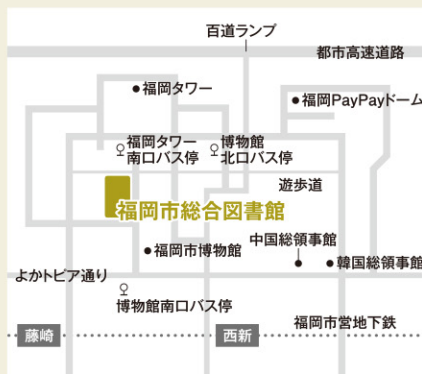 百道ランプ
都市高速道路
福岡タワー
福岡PayPayドーム
福岡タワー
南口バス停
博物館
北口バス停
遊歩道
福岡市総合図書館
中国総領事館
福岡市博物館
韓国総領事館
よかトピア通り
博物館南口バス停
福岡市営地下鉄
藤崎
西新